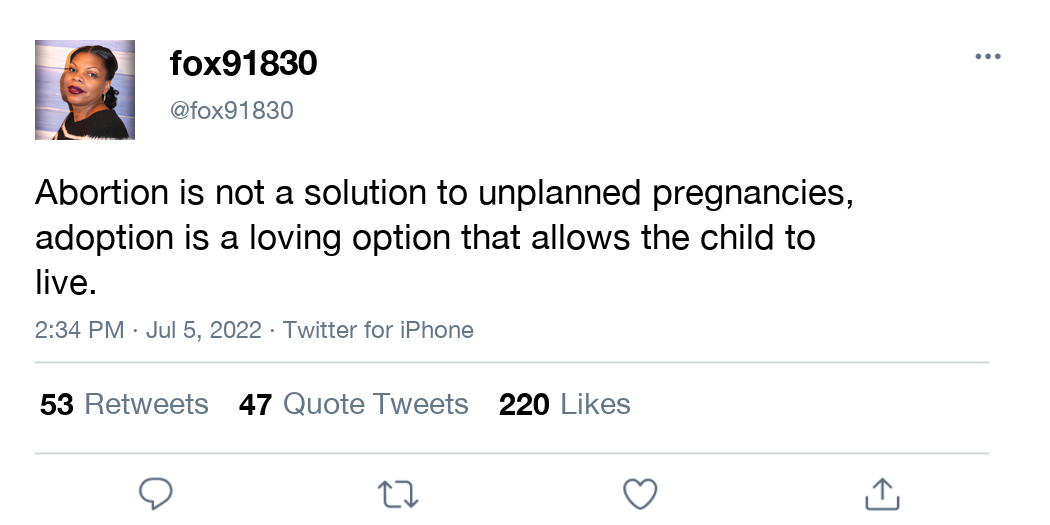 fox91830
@fox91830
Abortion is not a solution to unplanned pregnancies,
adoption is a loving option that allows the child to
live.
2:34 PM · Jul 5, 2022 · Twitter for iPhone
53 Retweets 47 Quote Tweets 220 Likes